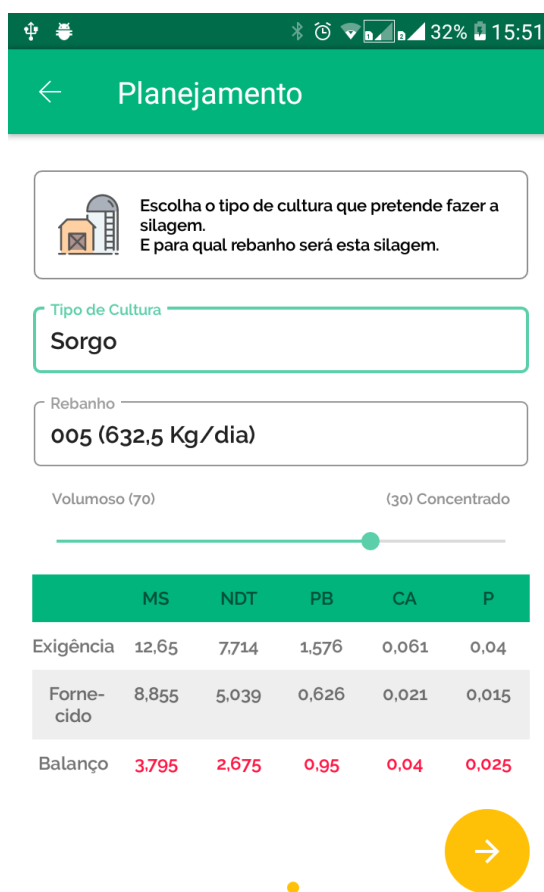 32% 15:51
Planejamento
Escolha o tipo de cultura que pretende fazer a
silagem.
E para qual rebanho será esta silagem.
Tipo de Cultura
Sorgo
Rebanho
005 (632,5 Kg/dia)
Volumoso (70) (30) Concentrado
MS NDT PB CA P
Exigência 12,65 7,714 1,576 0,061 0,04
Forne-
cido 8,855 5,039 0,626 0,021 0,015
Balanço 3,795 2,675 0,95 0,04 0,025